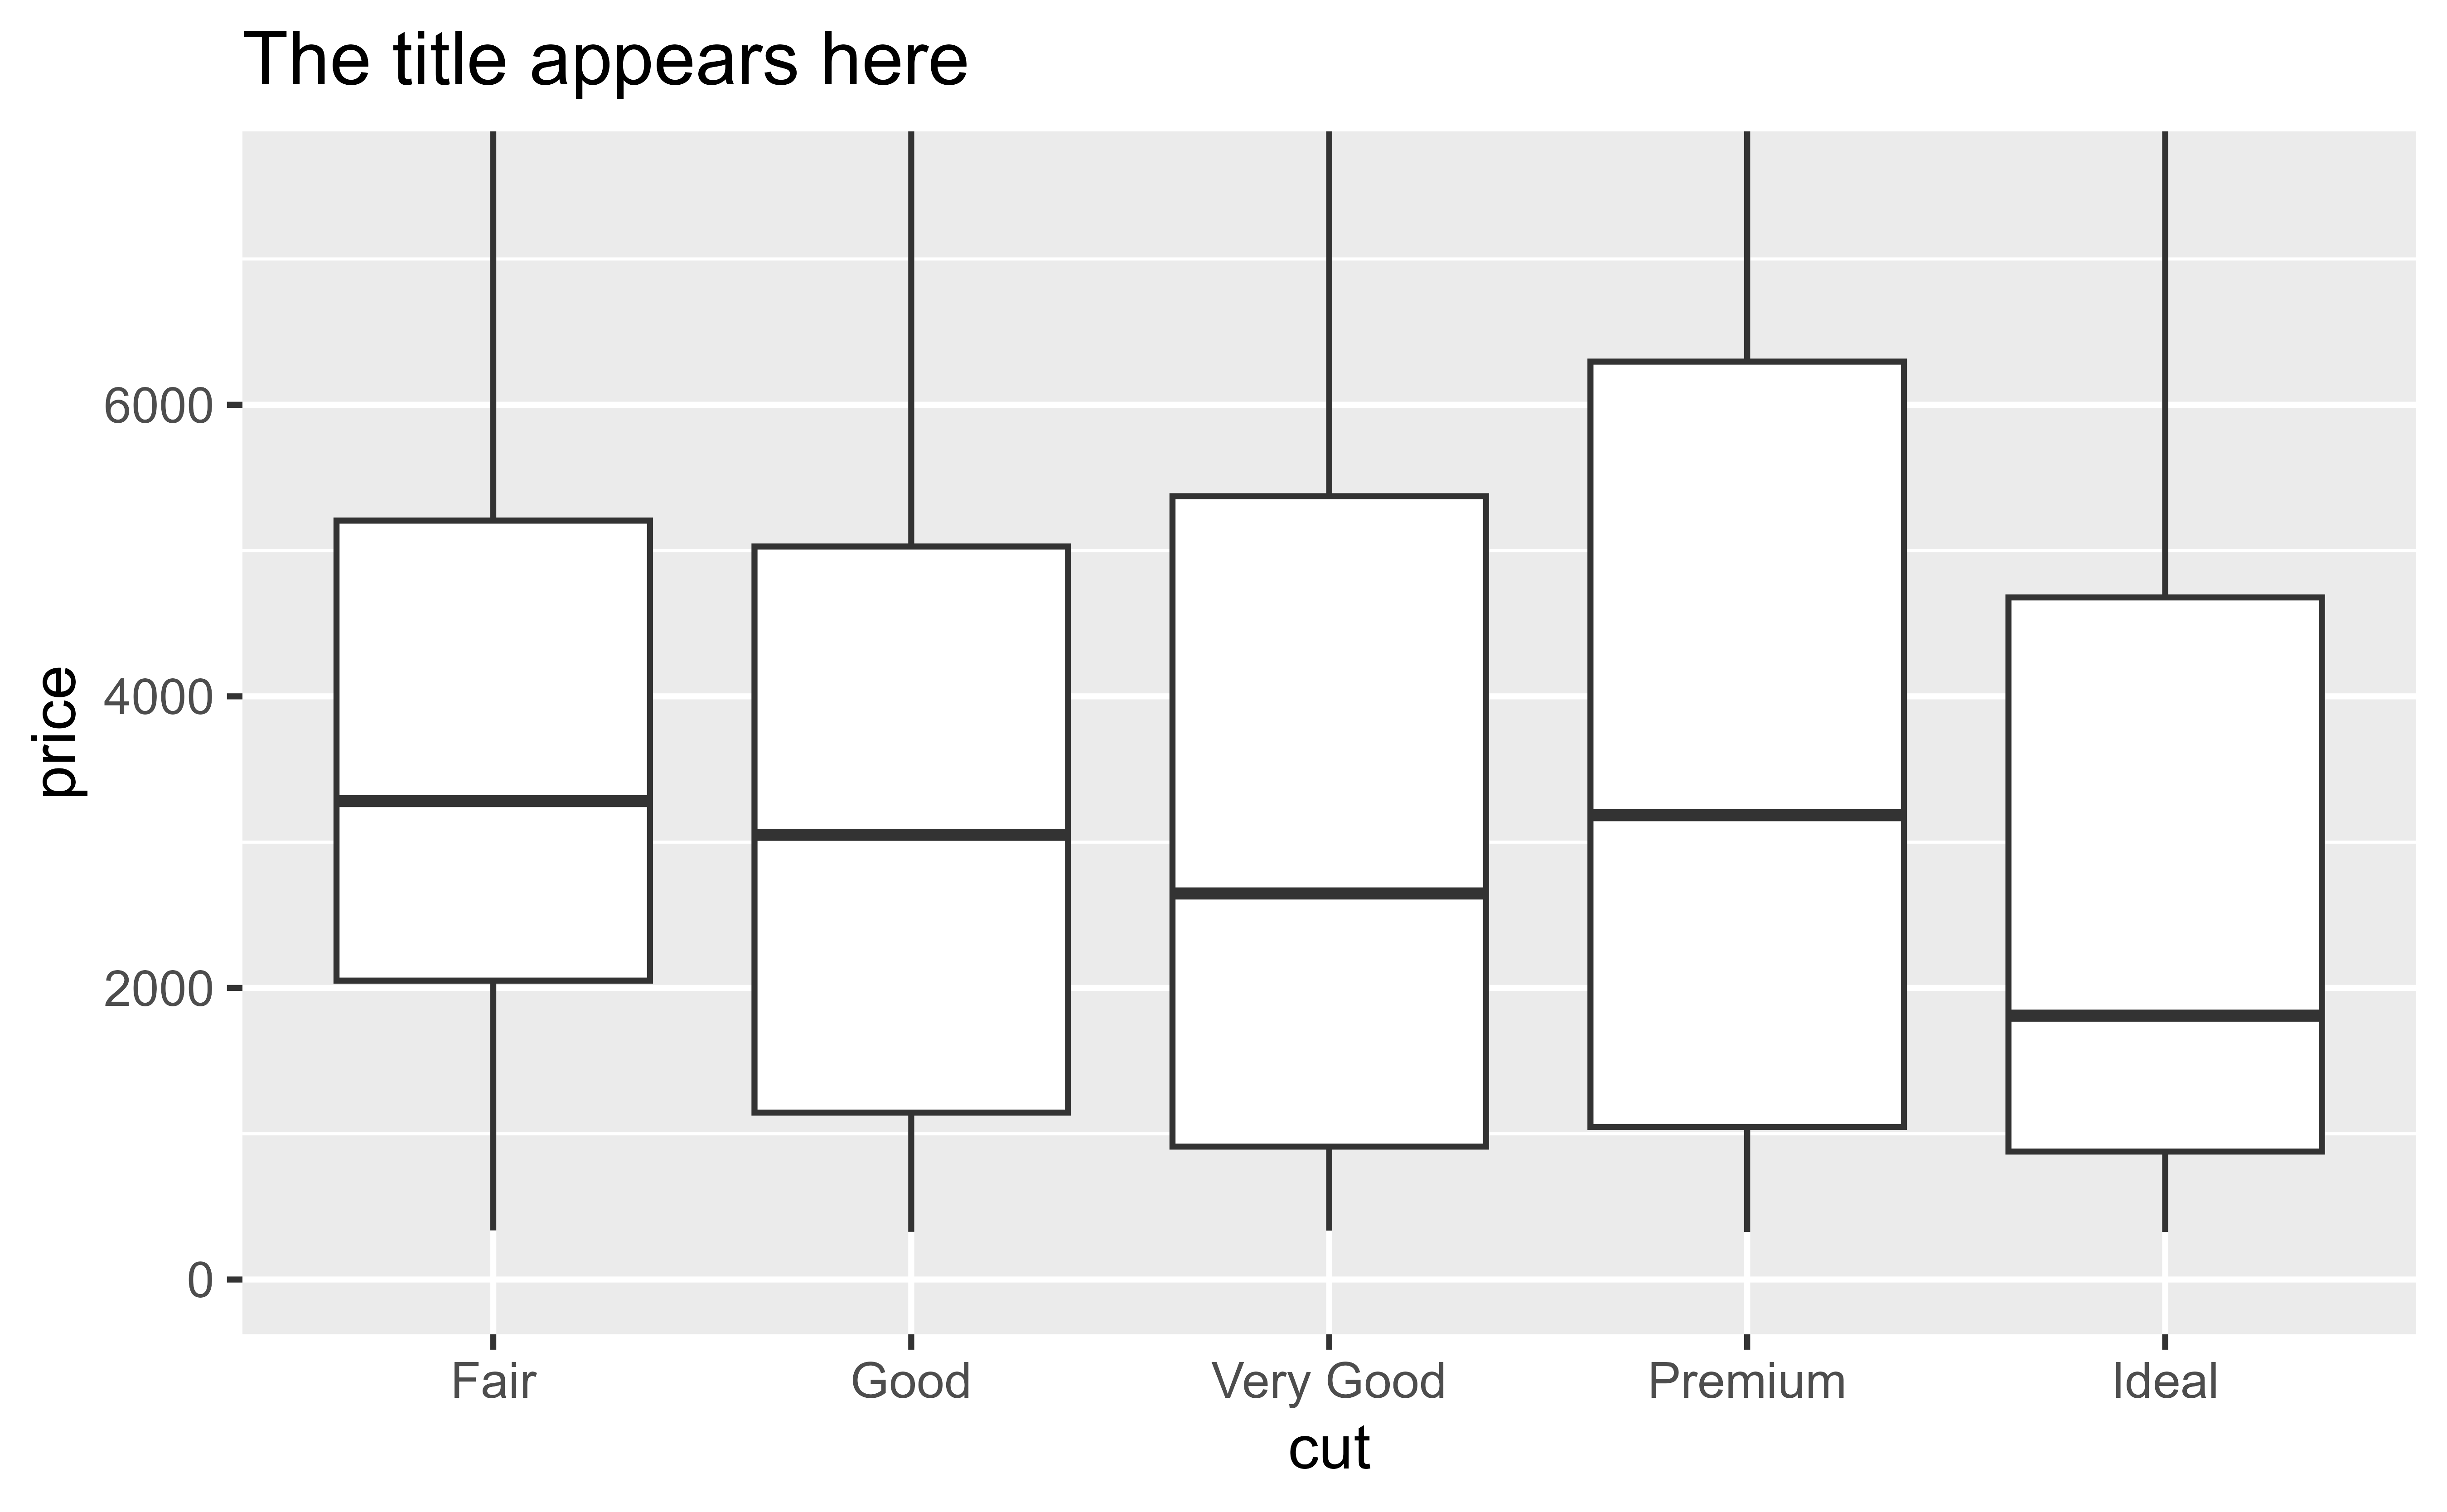 The title appears here
price
6000
4000
2000
0
Fair
Good
Very Good
Premium
Ideal
cut